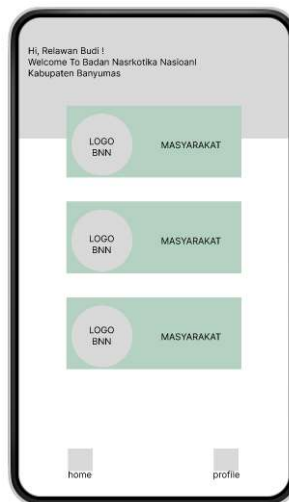 Hi, Relawan Budi !
Welcome To Badan Nasrkotika Nasioanl
Kabupaten Banyumas
LOGO
BNN
MASYARAKAT
LOGO
BNN
MASYARAKAT
LOGO
BNN
MASYARAKAT
home
profile